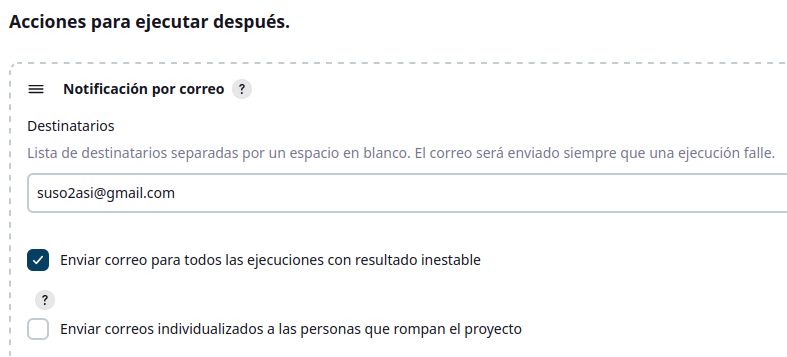 Acciones para ejecutar después.
Notificación por correo ?
Destinatarios
Lista de destinatarios separadas por un espacio en blanco. El correo será enviado siempre que una ejecución falle.
suso2asi@gmail.com
Enviar correo para todos las ejecuciones con resultado inestable
?
Enviar correos individualizados a las personas que rompan el proyecto